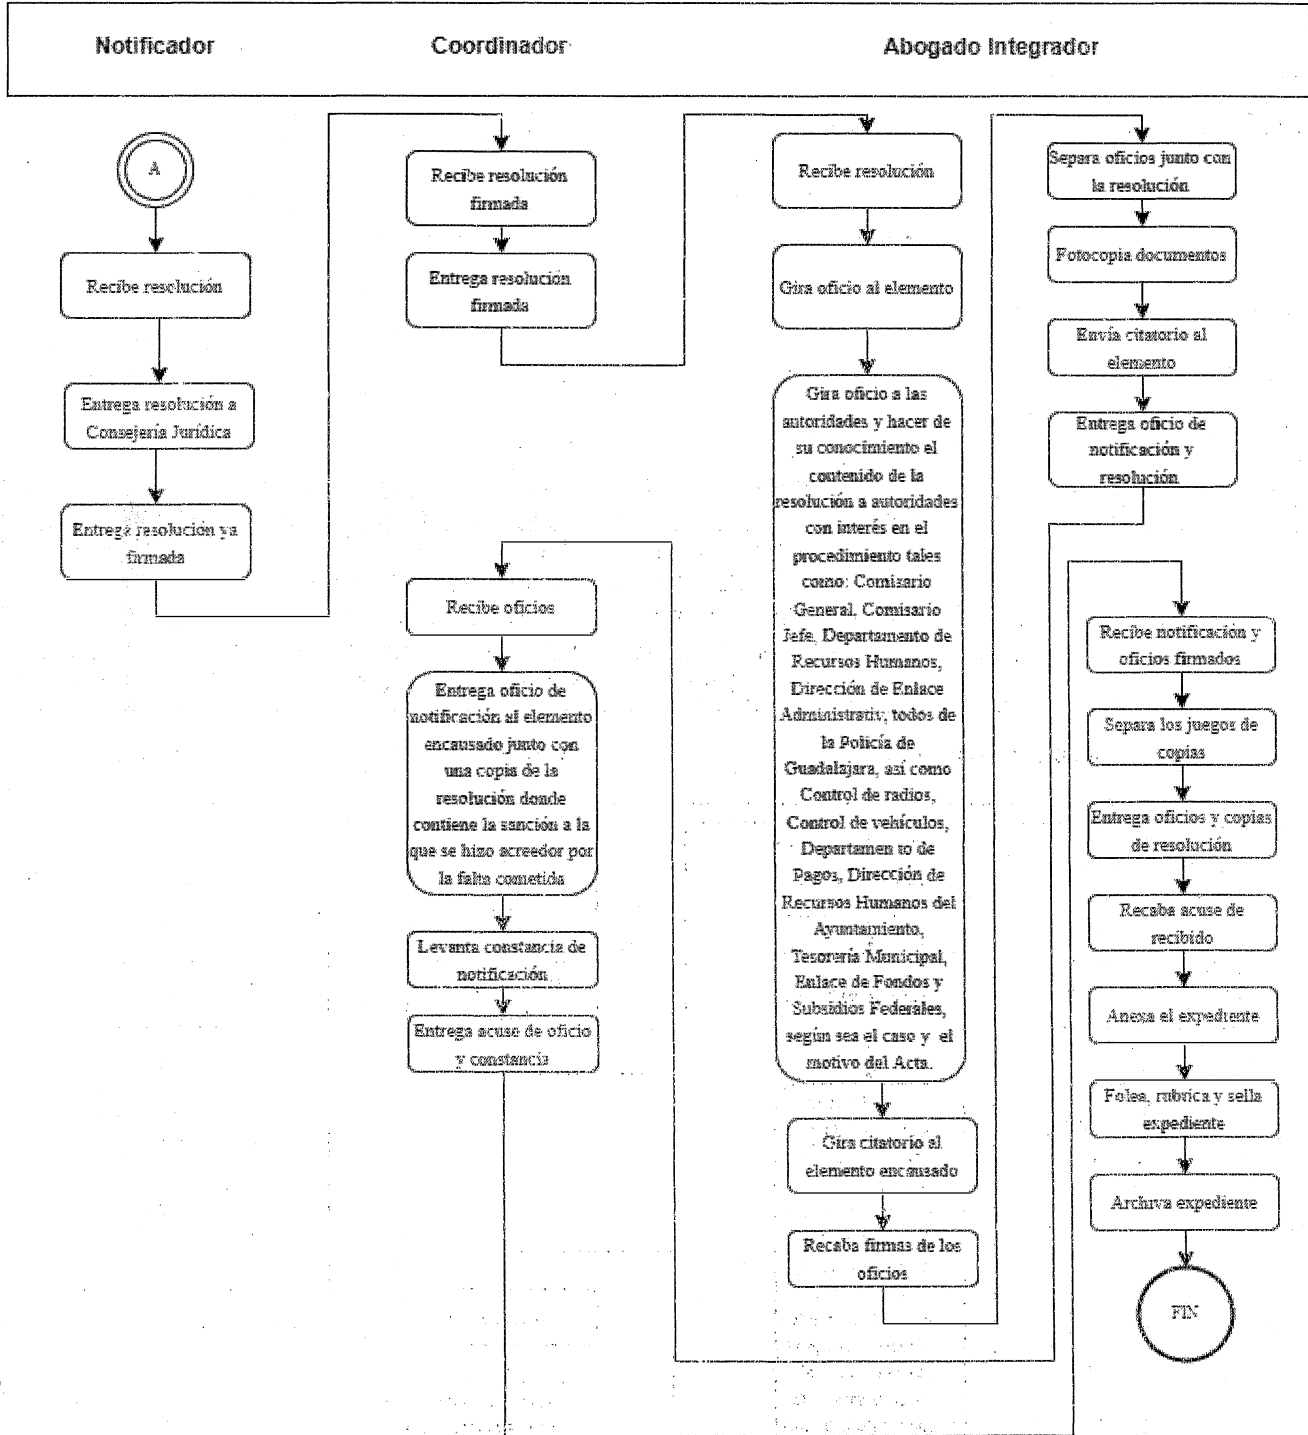 Notificador
Coordinador
Abogado Integrador
A
Recibe resolución
Entrega resolución a
Consejería Jurídica
Entrega resolución ya
firmada
Recibe resolución
firmada
Entrega resolución
firmada
Recibe resolución
Gira oficio al elemento
Gira oficio a las
autoridades y hacer de
su conocimiento el
contenido de la
resolución a autoridades
con interés en el
procedimiento tales
como: Comisario
General, Comisario
Jefe, Departamento de
Recursos Humanos,
Dirección de Enlace
Administrativ, todos de
la Policía de
Guadalajara, así como
Control de radios,
Control de vehículos,
Departamento de
Pagos, Dirección de
Recursos Humanos del
Ayuntamiento,
Tesorería Municipal,
Enlace de Fondos y
Subsidios Federales,
según sea el caso y el
motivo del Acta.
Gira citatorio al
elemento encausado
Recaba firmas de los
oficios
Separa oficios junto con
la resolución
Fotocopia documentos
Envía citatorio al
elemento
Entrega oficio de
notificación y
resolución
Recibe oficios
Entrega oficio de
notificación al elemento
encausado junto con
una copia de la
resolución donde
contiene la sanción a la
que se hizo acreedor por
la falta cometida
Levanta constancia de
notificación
Entrega acuse de oficio
y constancia
Recibe notificación y
oficios firmados
Separa los juegos de
copias
Entrega oficios y copias
de resolución
Recaba acuse de
recibido
Anexa el expediente
Folea, rubrica y sella
expediente
Archiva expediente
FIN